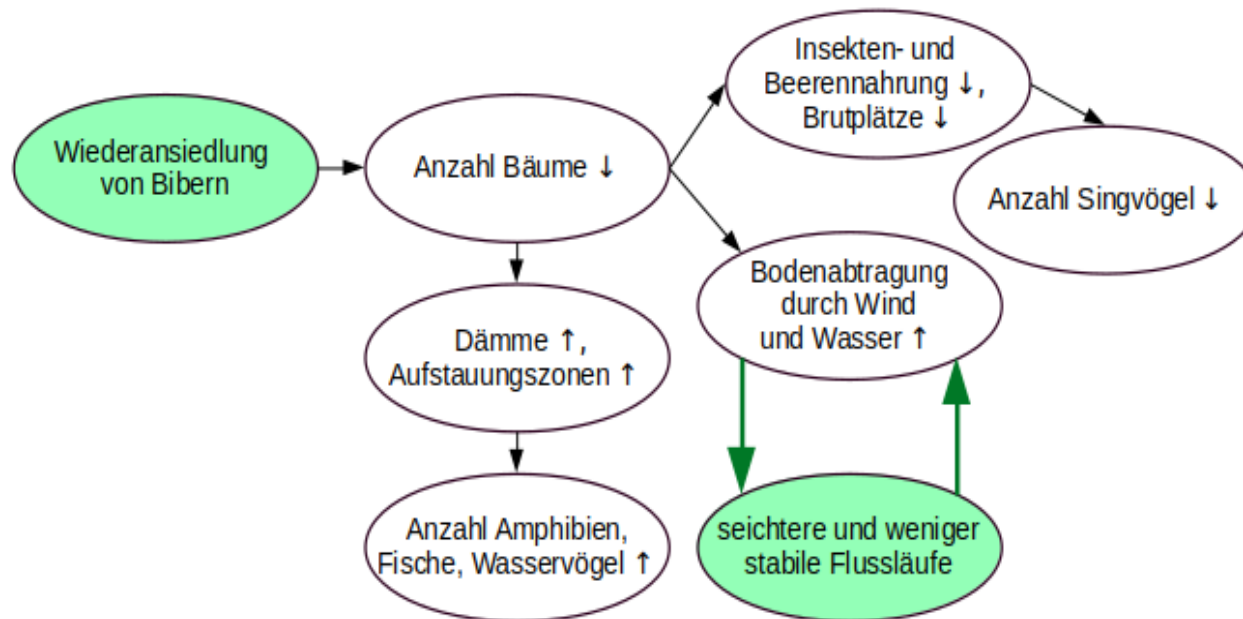 Wiederansiedlung
von Bibern
Anzahl Bäume ↓
Insekten- und
Beerennahrung ↓,
Brutplätze ↓
Anzahl Singvögel ↓
Bodenabtragung
durch Wind
und Wasser ↑
Dämme ↑,
Aufstauungszonen ↑
Anzahl Amphibien,
Fische, Wasservögel ↑
seichtere und weniger
stabile Flussläufe